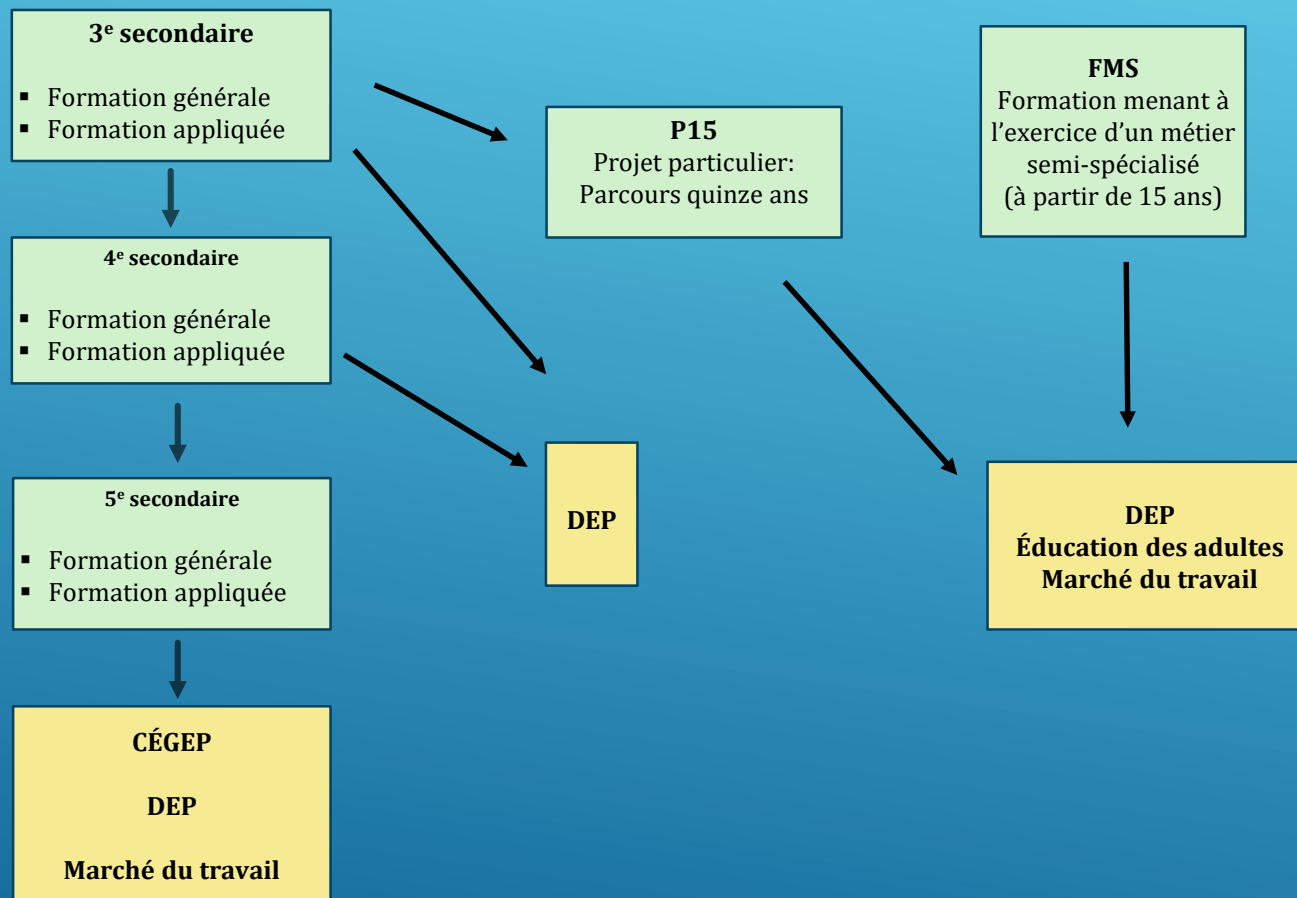 3e secondaire
▪ Formation générale
▪ Formation appliquée
P15
Projet particulier:
Parcours quinze ans
FMS
Formation menant à
l’exercice d’un métier
semi-spécialisé
(à partir de 15 ans)
4e secondaire
▪ Formation générale
▪ Formation appliquée
5e secondaire
▪ Formation générale
▪ Formation appliquée
DEP
DEP
Éducation des adultes
Marché du travail
CÉGEP
DEP
Marché du travail